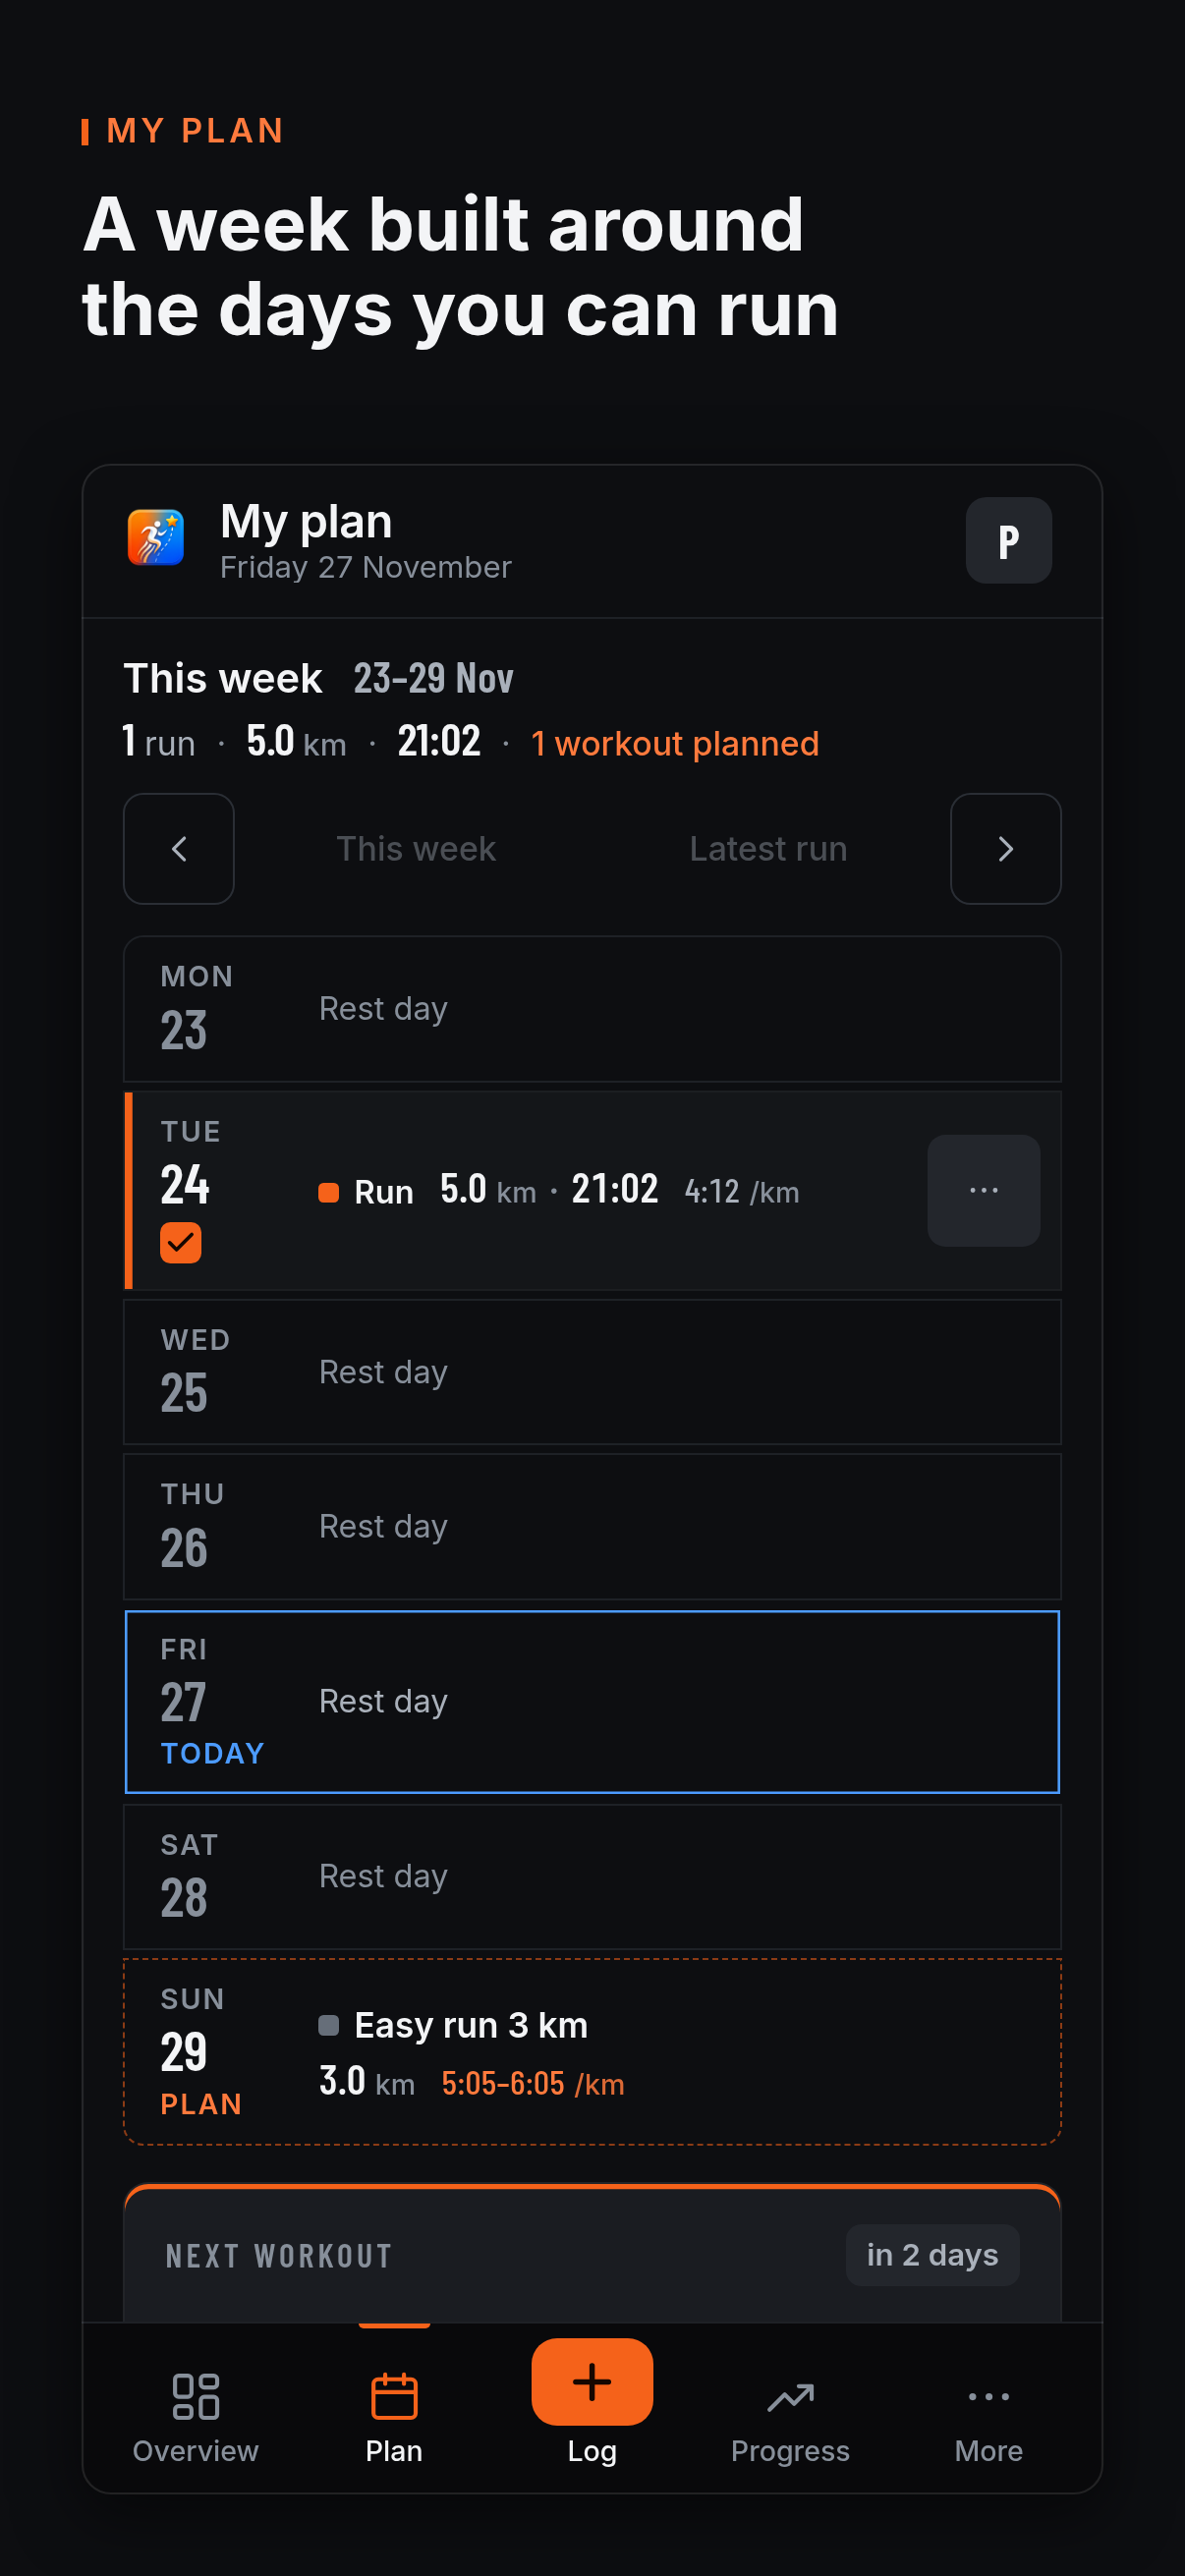 MY PLAN
A week built around
the days you can run
My plan
Friday 27 November
P
This week 23–29 Nov
1 run · 5.0 km · 21:02 · 1 workout planned
This week Latest run
MON
23
Rest day
TUE
24
Run 5.0 km · 21:02 4:12 /km
WED
25
Rest day
THU
26
Rest day
FRI
27
TODAY
Rest day
SAT
28
Rest day
SUN
29
PLAN
Easy run 3 km
3.0 km 5:05–6:05 /km
NEXT WORKOUT in 2 days
Overview Plan Log Progress More